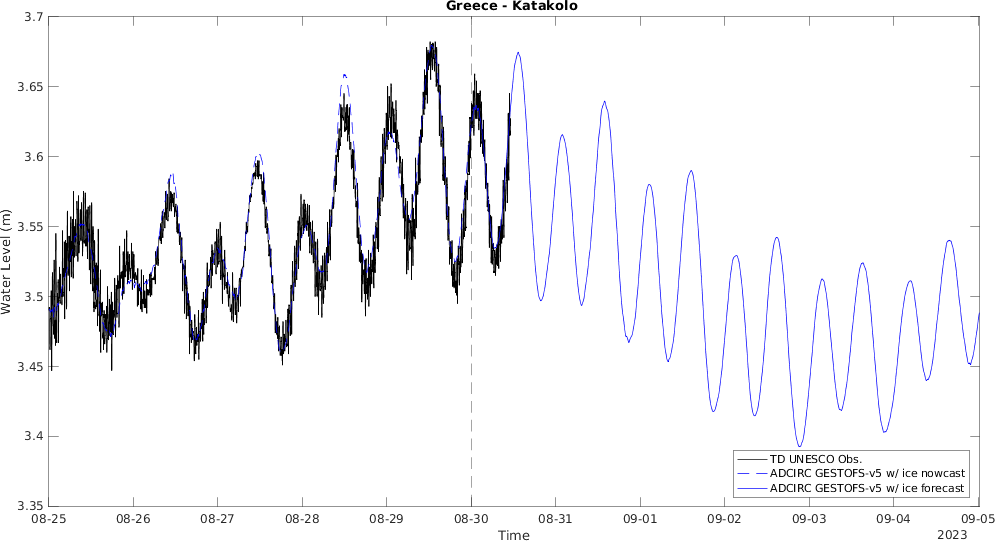 Greece - Katakolo
3.7
3.65
3.6
3.55
3.5
3.45
3.4
3.35
Water Level (m)
08-25 08-26 08-27 08-28 08-29 08-30 08-31 09-01 09-02 09-03 09-04 09-05
Time
2023
TD UNESCO Obs.
ADCIRC GESTOFS-v5 w/ ice nowcast
ADCIRC GESTOFS-v5 w/ ice forecast